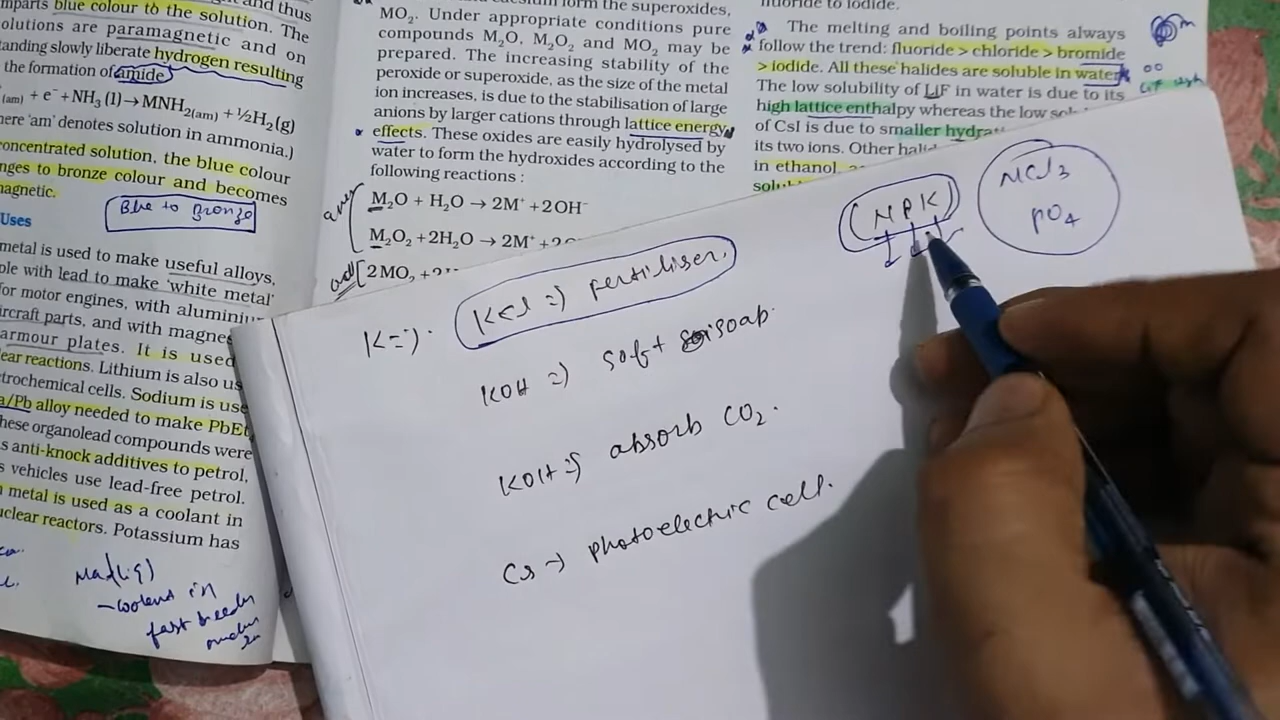 mparts blue colour to the solution. The
utions are paramagnetic and on
tanding slowly liberate hydrogen resulting
the formation of amide
(am) + e⁻ + NH₃ (l) → MNH₂(am) + ½H₂(g)
here 'am' denotes solution in ammonia.)
concentrated solution, the blue colour
nges to bronze colour and becomes
magnetic.
Blue to Bronze
Uses
metal is used to make useful alloys,
ple with lead to make 'white metal'
for motor engines, with aluminiu
ircraft parts, and with magnes
armour plates. It is used
lear reactions. Lithium is also us
trochemical cells. Sodium is use
a/Pb alloy needed to make PbEt
hese organolead compounds were
s anti-knock additives to petrol,
s vehicles use lead-free petrol.
metal is used as a coolant in
uclear reactors. Potassium has
Na(liq)
-coolent in
fast breeder
form the superoxides,
MO₂. Under appropriate conditions pure
compounds M₂O, M₂O₂ and MO₂ may be
prepared. The increasing stability of the
peroxide or superoxide, as the size of the metal
ion increases, is due to the stabilisation of large
anions by larger cations through lattice energy
effects. These oxides are easily hydrolysed by
water to form the hydroxides according to the
following reactions :
M₂O + H₂O → 2M⁺ + 2OH⁻
M₂O₂ + 2H₂O → 2M⁺ + 2O
[2MO₂ + 2
fluoride to iodide.
The melting and boiling points always
follow the trend: fluoride > chloride > bromide
> iodide. All these halides are soluble in water.
The low solubility of LiF in water is due to its
high lattice enthalpy whereas the low sol
of CsI is due to smaller hydra
its two ions. Other hali
in ethanol,
solu
(NPK)
NCl₃
PO₄
K=). KCl =) fertiliser.
KOH =) soft soisoap.
KOH =) absorb CO₂.
Cs → photoelectric cell.